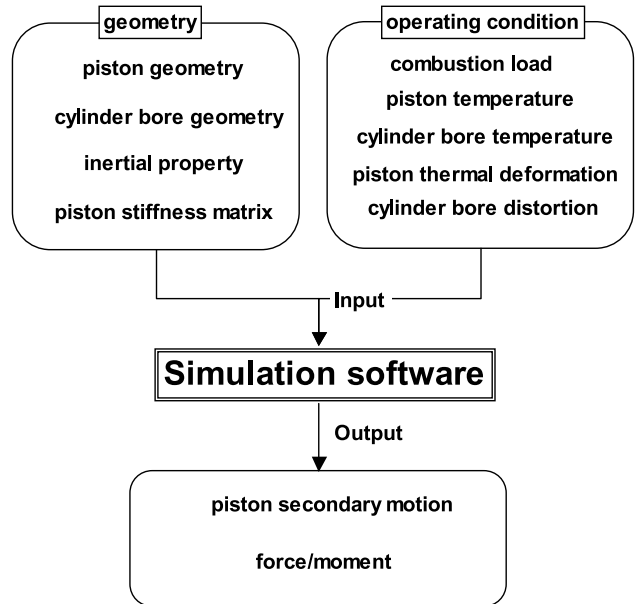 geometry
piston geometry
cylinder bore geometry
inertial property
piston stiffness matrix
operating condition
combustion load
piston temperature
cylinder bore temperature
piston thermal deformation
cylinder bore distortion
Input
Simulation software
Output
piston secondary motion
force/moment